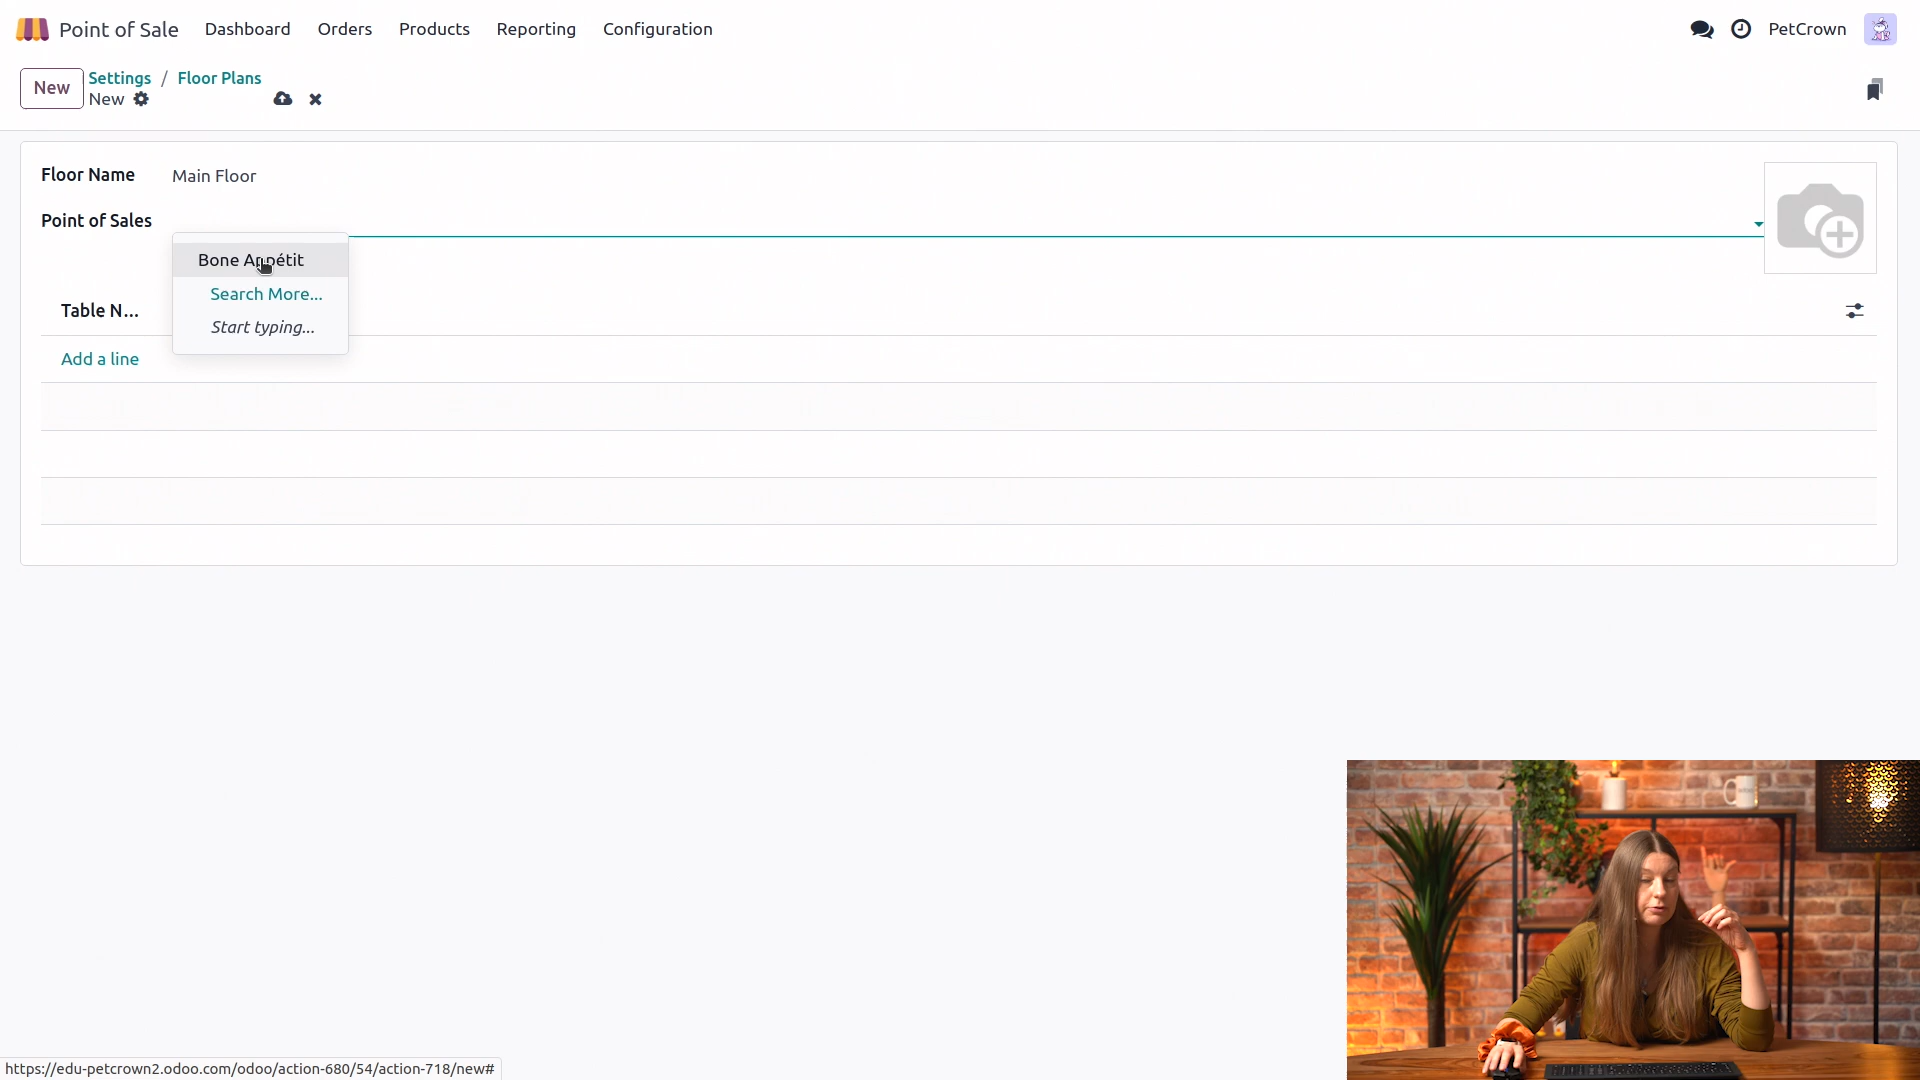 Point of Sale Dashboard Orders Products Reporting Configuration PetCrown
New Settings / Floor Plans
New
Floor Name Main Floor
Point of Sales
Bone Appétit
Search More...
Start typing...
Table N...
Add a line
https://edu-petcrown2.odoo.com/odoo/action-680/54/action-718/new#